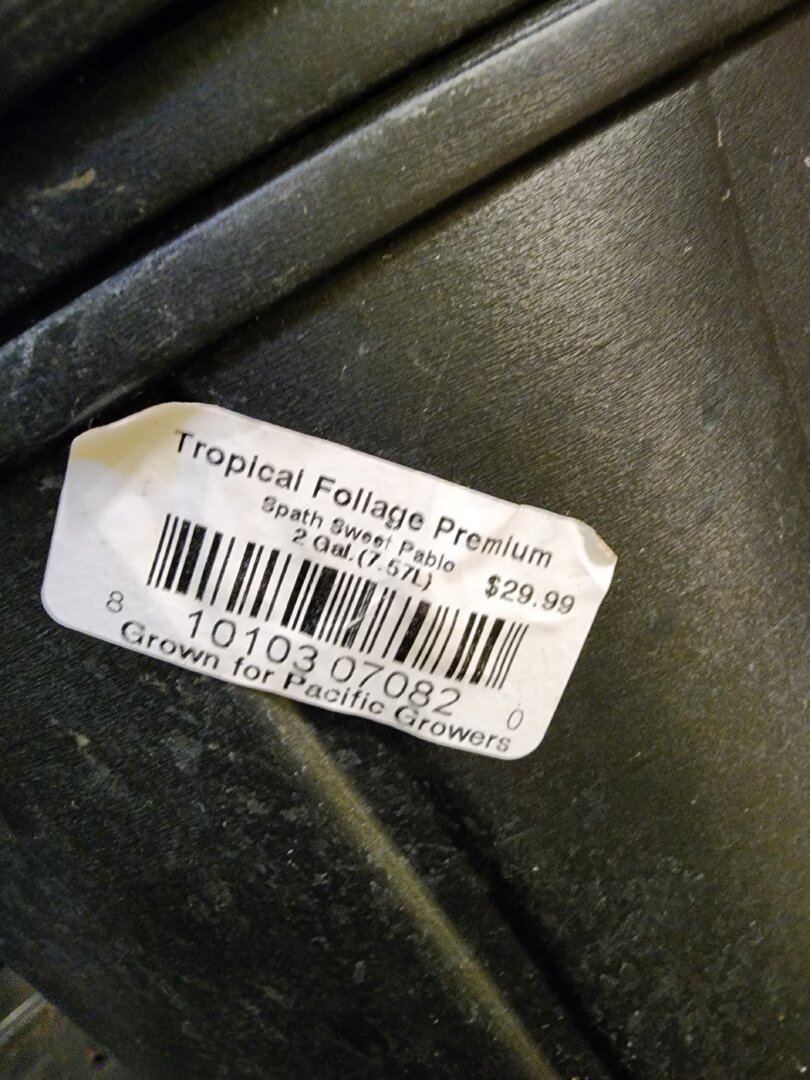 Tropical Foliage Premium
Spath Sweet Pablo
2 Gal.(7.57L)
$29.99
8 10103 07082 0
Grown for Pacific Growers